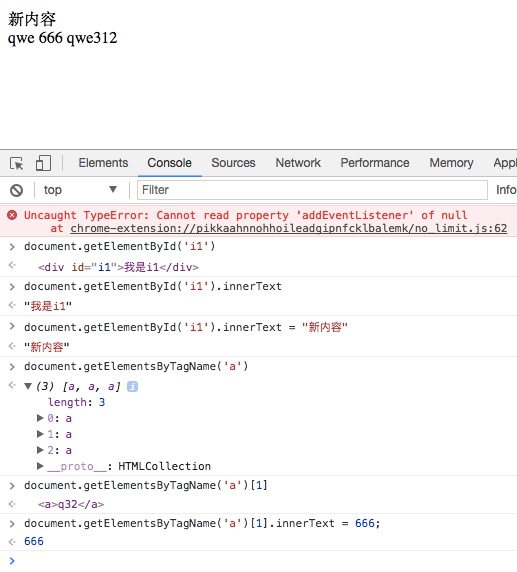 新内容
qwe 666 qwe312
Elements Console Sources Network Performance Memory Ap
top Filter Info
Uncaught TypeError: Cannot read property 'addEventListener' of null
at chrome-extension://pikkaahnnohhoileadgipnfcklbalemk/no_limit.js:62
document.getElementById('i1')
<div id="i1">我是i1</div>
document.getElementById('i1').innerText
"我是i1"
document.getElementById('i1').innerText = "新内容"
"新内容"
document.getElementsByTagName('a')
(3) [a, a, a] i
length: 3
0: a
1: a
2: a
__proto__: HTMLCollection
document.getElementsByTagName('a')[1]
<a>q32</a>
document.getElementsByTagName('a')[1].innerText = 666;
666